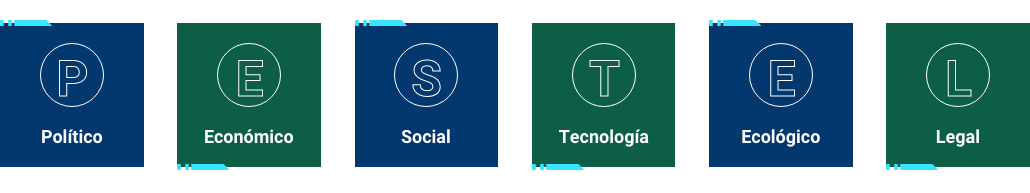 P
Político
E
Económico
S
Social
T
Tecnología
E
Ecológico
L
Legal